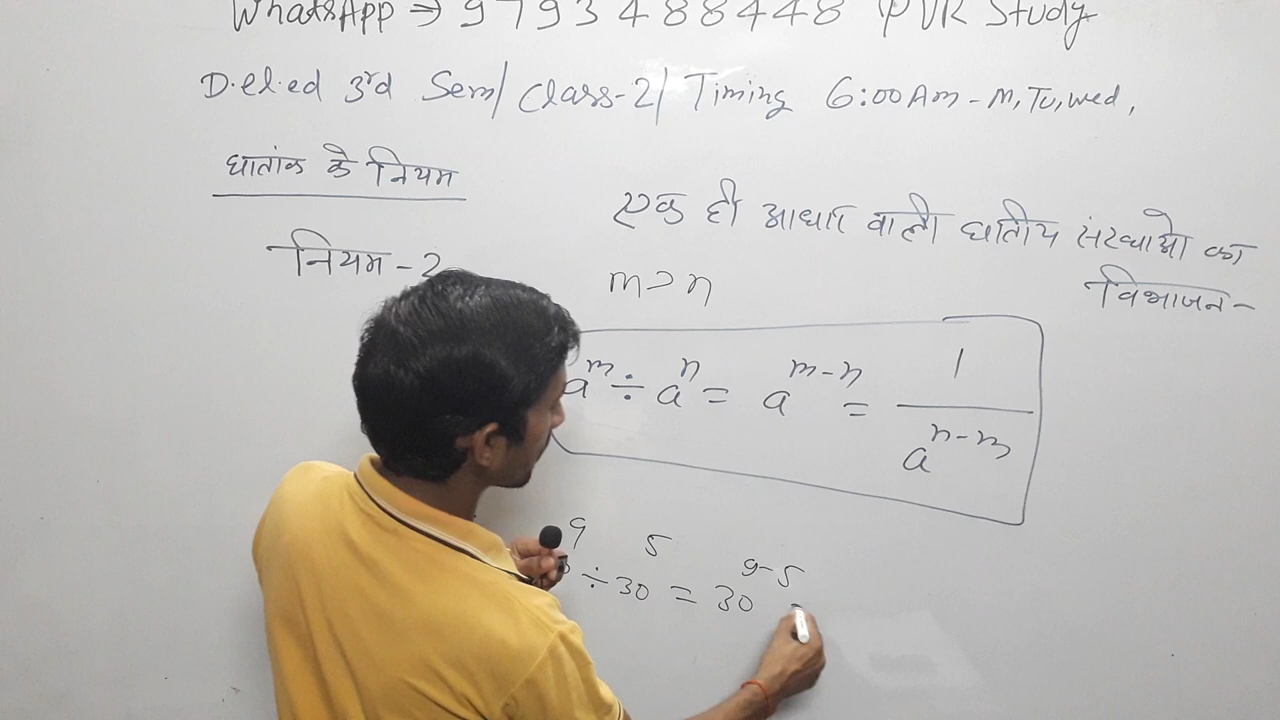 WhatsApp ⇒ 9793488448 PVR Study
D.el.ed 3rd Sem/Class-2/Timing 6:00Am-M,Tu,wed,
घातांक के नियम
एक ही आधार वाली घातीय संख्याओ का विभाजन-
नियम-2
m>n
a^m ÷ a^n = a^{m-n} = 1/a^{n-m}
^9 ÷ 30^5 = 30^{9-5}